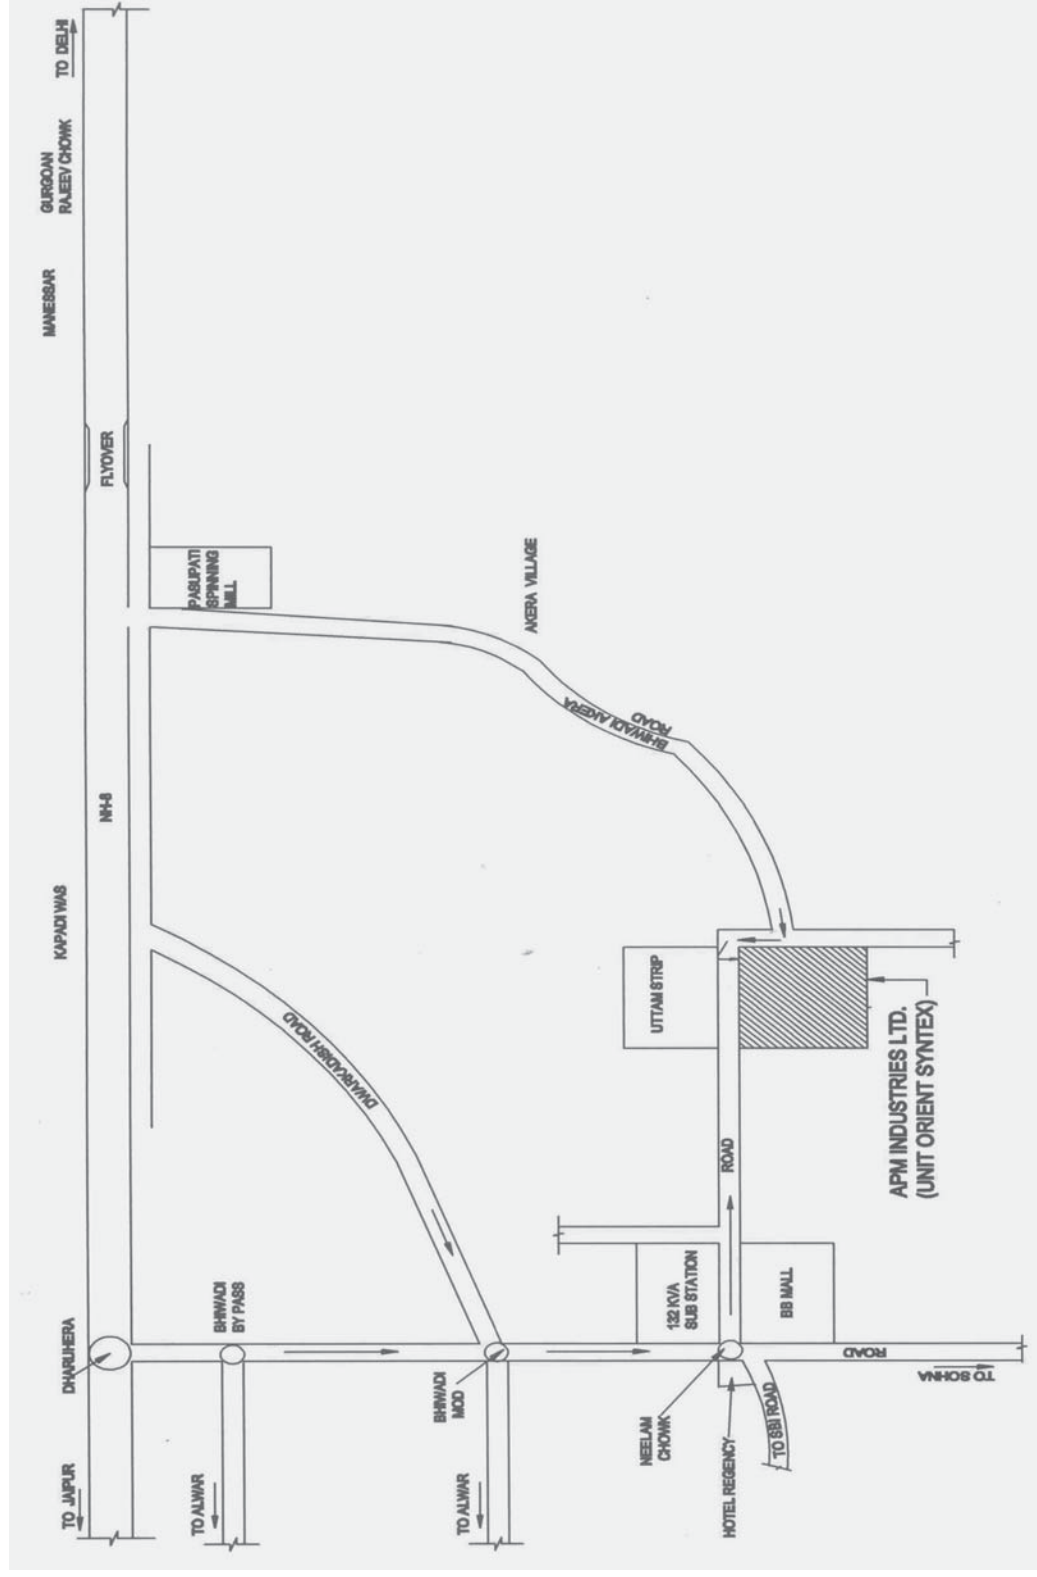 TO JAIPUR
DHARUHERA
KAPADI WAS
MANESSAR
GURGOAN
RAJEEV CHOWK
TO DELHI
NH-8
FLYOVER
TO ALWAR
BHIWADI
BY PASS
PASUPATI
SPINNING
MILL
DWARKADISH ROAD
TO ALWAR
BHIWADI
MOD
AKERA VILLAGE
BHIWADI AKERA
ROAD
NEELAM
CHOWK
132 KVA
SUB STATION
UTTAM STRIP
HOTEL REGENCY
ROAD
TO SBI ROAD
BB MALL
ROAD
TO SOHNA
APM INDUSTRIES LTD.
(UNIT ORIENT SYNTEX)